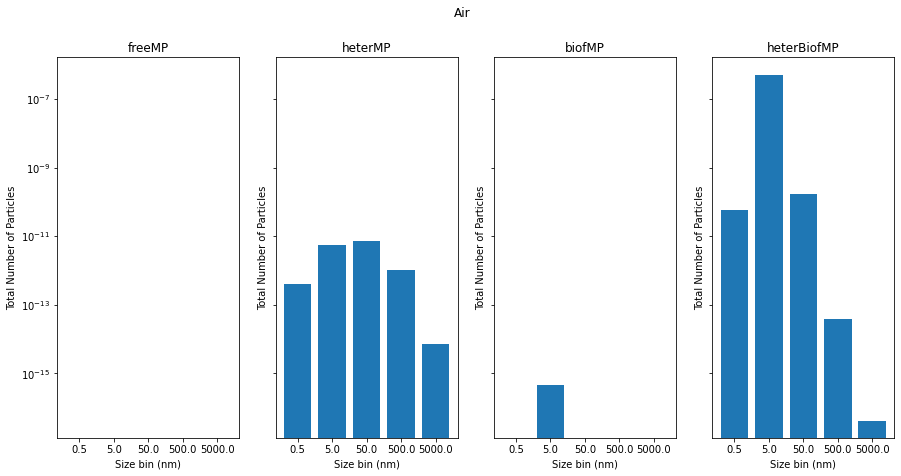 Air
freeMP
heterMP
biofMP
heterBiofMP
Total Number of Particles
10⁻⁷
10⁻⁹
10⁻¹¹
10⁻¹³
10⁻¹⁵
0.5 5.0 50.0 500.0 5000.0
Size bin (nm)
Total Number of Particles
0.5 5.0 50.0 500.0 5000.0
Size bin (nm)
Total Number of Particles
0.5 5.0 50.0 500.0 5000.0
Size bin (nm)
Total Number of Particles
0.5 5.0 50.0 500.0 5000.0
Size bin (nm)